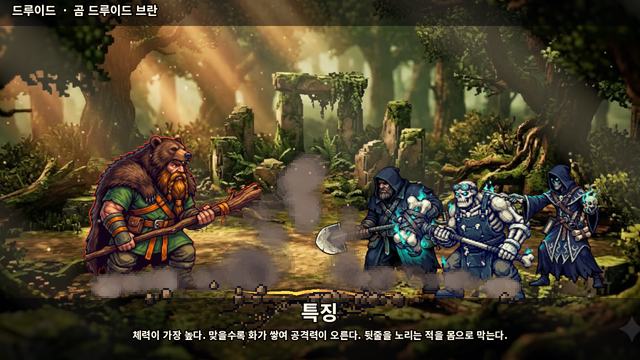 드루이드 · 곰 드루이드 브란
특징
체력이 가장 높다. 맞을수록 화가 쌓여 공격력이 오른다. 뒷줄을 노리는 적을 몸으로 막는다.